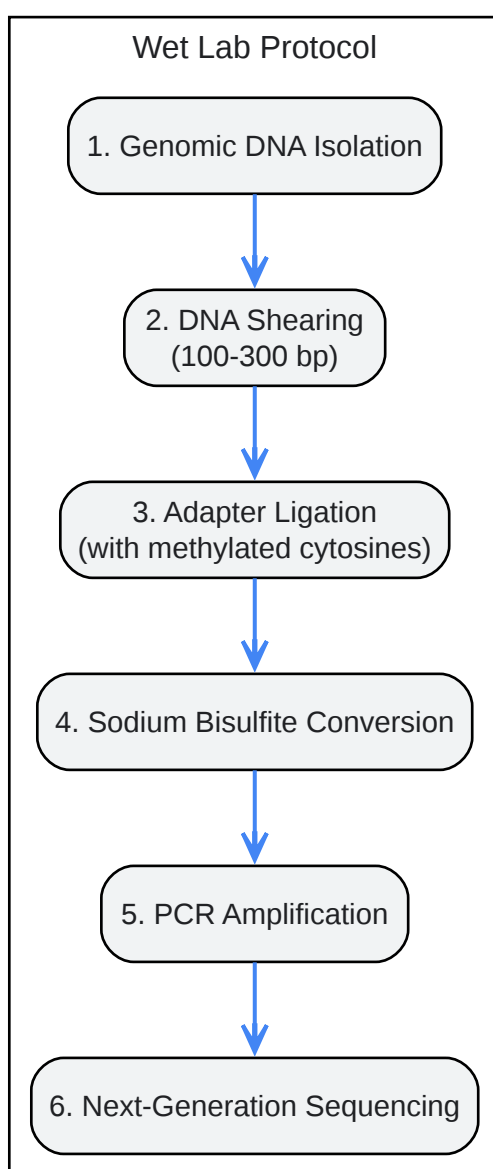 Wet Lab Protocol
1. Genomic DNA Isolation
2. DNA Shearing
(100-300 bp)
3. Adapter Ligation
(with methylated cytosines)
4. Sodium Bisulfite Conversion
5. PCR Amplification
6. Next-Generation Sequencing